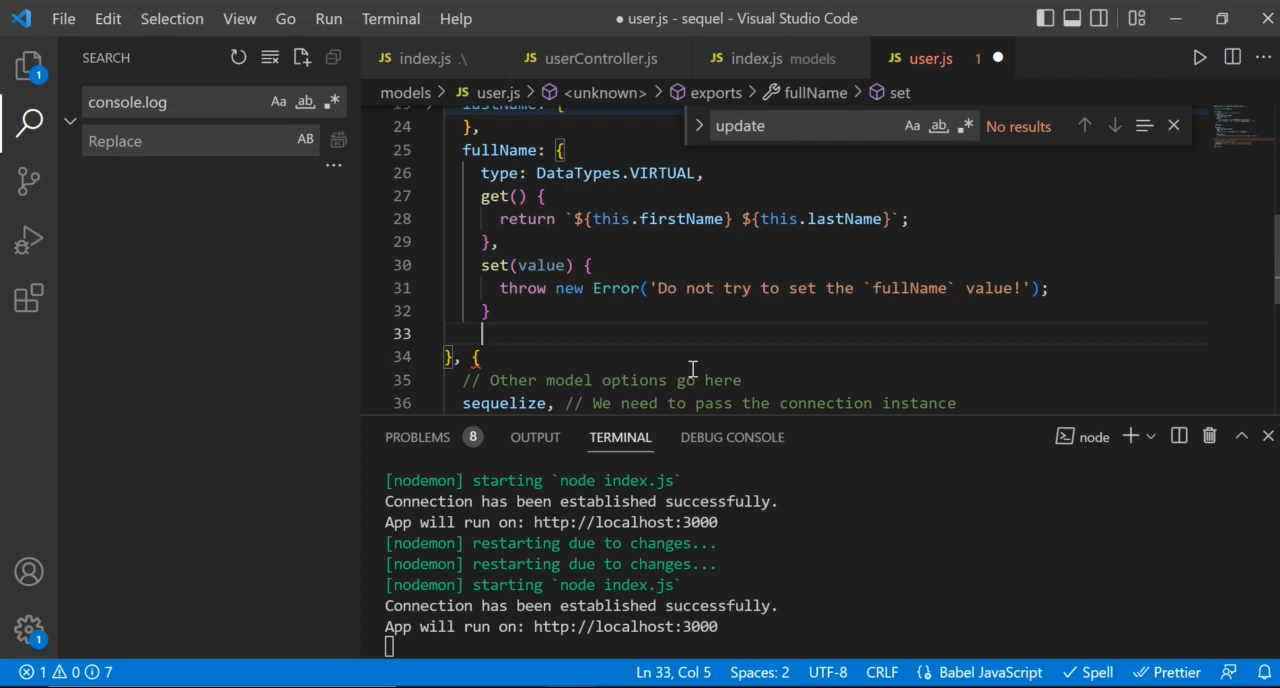 File Edit Selection View Go Run Terminal Help
● user.js - sequel - Visual Studio Code
SEARCH
JS index.js .\
JS userController.js
JS index.js models
JS user.js 1 ●
1
console.log Aa ab .*
Replace AB
...
models > JS user.js > <unknown> > exports > fullName > set
update Aa ab .* No results
lastName: {
24 },
25 fullName: {
26 type: DataTypes.VIRTUAL,
27 get() {
28 return `${this.firstName} ${this.lastName}`;
29 },
30 set(value) {
31 throw new Error('Do not try to set the `fullName` value!');
32 }
33
34 }, {
35 // Other model options go here
36 sequelize, // We need to pass the connection instance
PROBLEMS 8 OUTPUT TERMINAL DEBUG CONSOLE node
[nodemon] starting `node index.js`
Connection has been established successfully.
App will run on: http://localhost:3000
[nodemon] restarting due to changes...
[nodemon] restarting due to changes...
[nodemon] starting `node index.js`
Connection has been established successfully.
App will run on: http://localhost:3000
1
1 0 7 Ln 33, Col 5 Spaces: 2 UTF-8 CRLF Babel JavaScript Spell Prettier